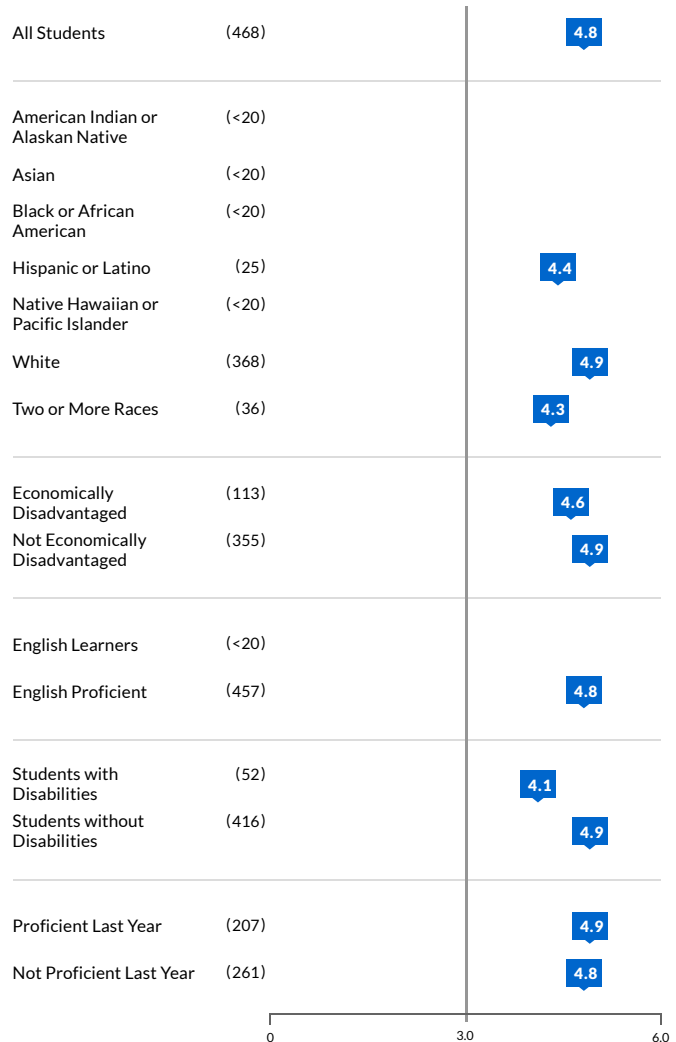 All Students (468) 4.8
American Indian or (<20)
Alaskan Native
Asian (<20)
Black or African (<20)
American
Hispanic or Latino (25) 4.4
Native Hawaiian or (<20)
Pacific Islander
White (368) 4.9
Two or More Races (36) 4.3
Economically (113) 4.6
Disadvantaged
Not Economically (355) 4.9
Disadvantaged
English Learners (<20)
English Proficient (457) 4.8
Students with (52) 4.1
Disabilities
Students without (416) 4.9
Disabilities
Proficient Last Year (207) 4.9
Not Proficient Last Year (261) 4.8
0 3.0 6.0